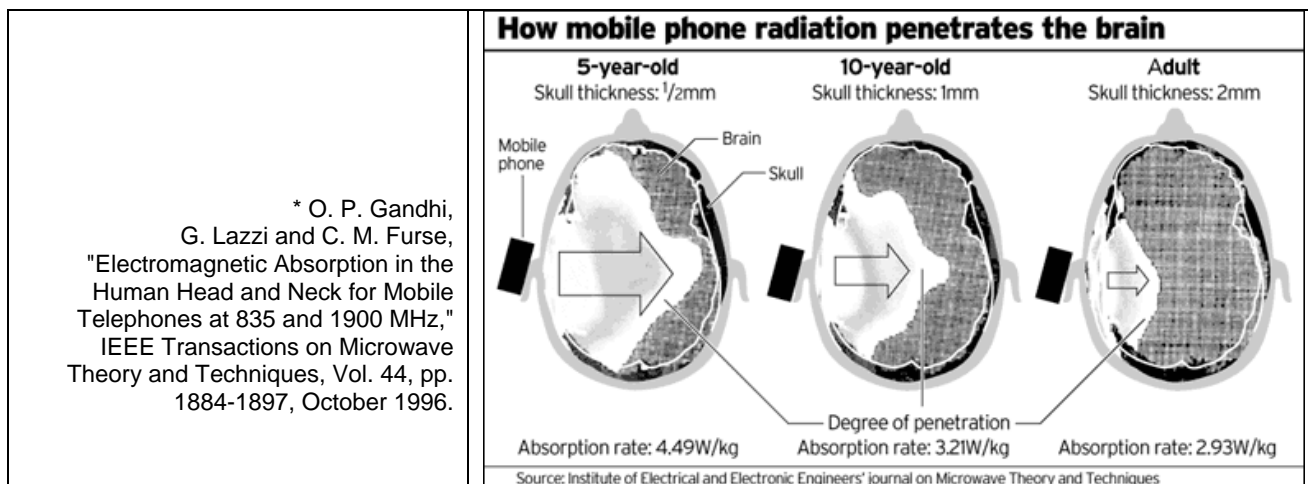 * O. P. Gandhi,
G. Lazzi and C. M. Furse,
"Electromagnetic Absorption in the
Human Head and Neck for Mobile
Telephones at 835 and 1900 MHz,"
IEEE Transactions on Microwave
Theory and Techniques, Vol. 44, pp.
1884-1897, October 1996.
How mobile phone radiation penetrates the brain
5-year-old
Skull thickness: 1/2mm
10-year-old
Skull thickness: 1mm
Adult
Skull thickness: 2mm
Mobile
phone
Brain
Skull
Degree of penetration
Absorption rate: 4.49W/kg
Absorption rate: 3.21W/kg
Absorption rate: 2.93W/kg
Source: Institute of Electrical and Electronic Engineers' journal on Microwave Theory and Techniques